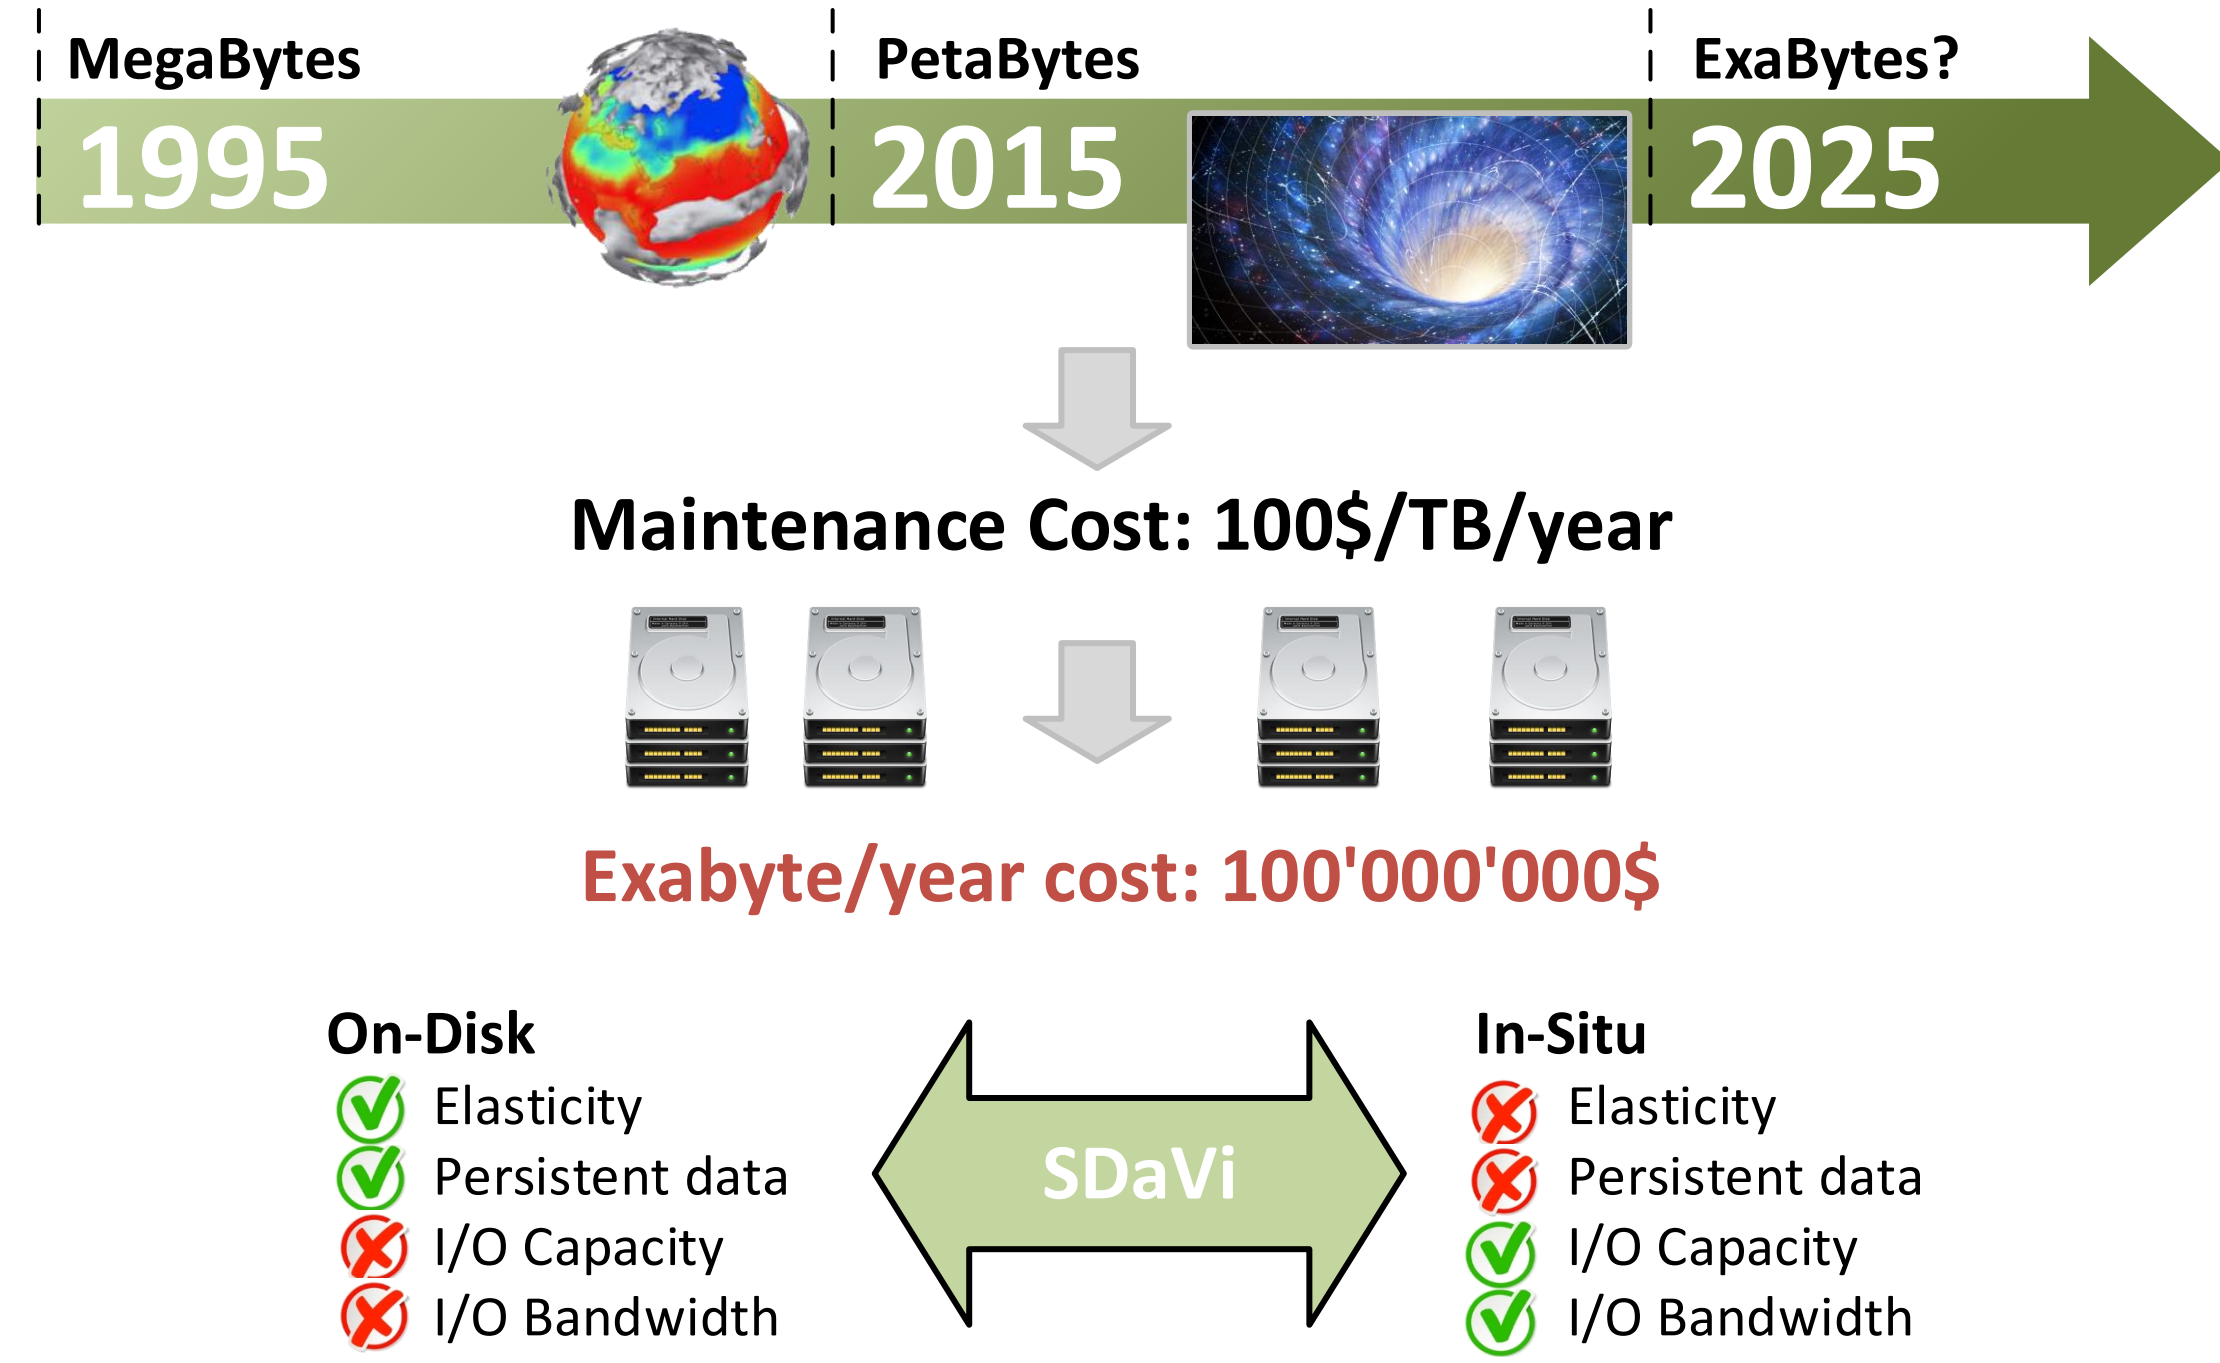 MegaBytes
PetaBytes
ExaBytes?
1995
2015
2025
Maintenance Cost: 100$/TB/year
Exabyte/year cost: 100'000'000$
On-Disk
Elasticity
Persistent data
I/O Capacity
I/O Bandwidth
SDaVi
In-Situ
Elasticity
Persistent data
I/O Capacity
I/O Bandwidth